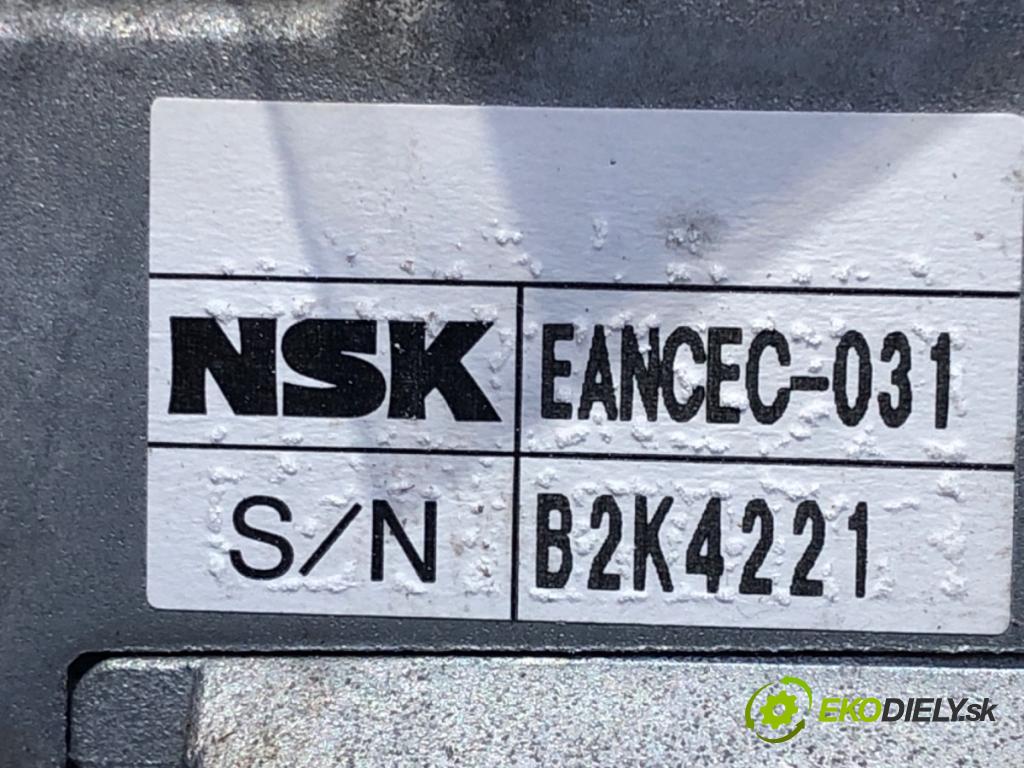 NSK EANCEC-031
S/N B2K4221
EKODIELY.sk